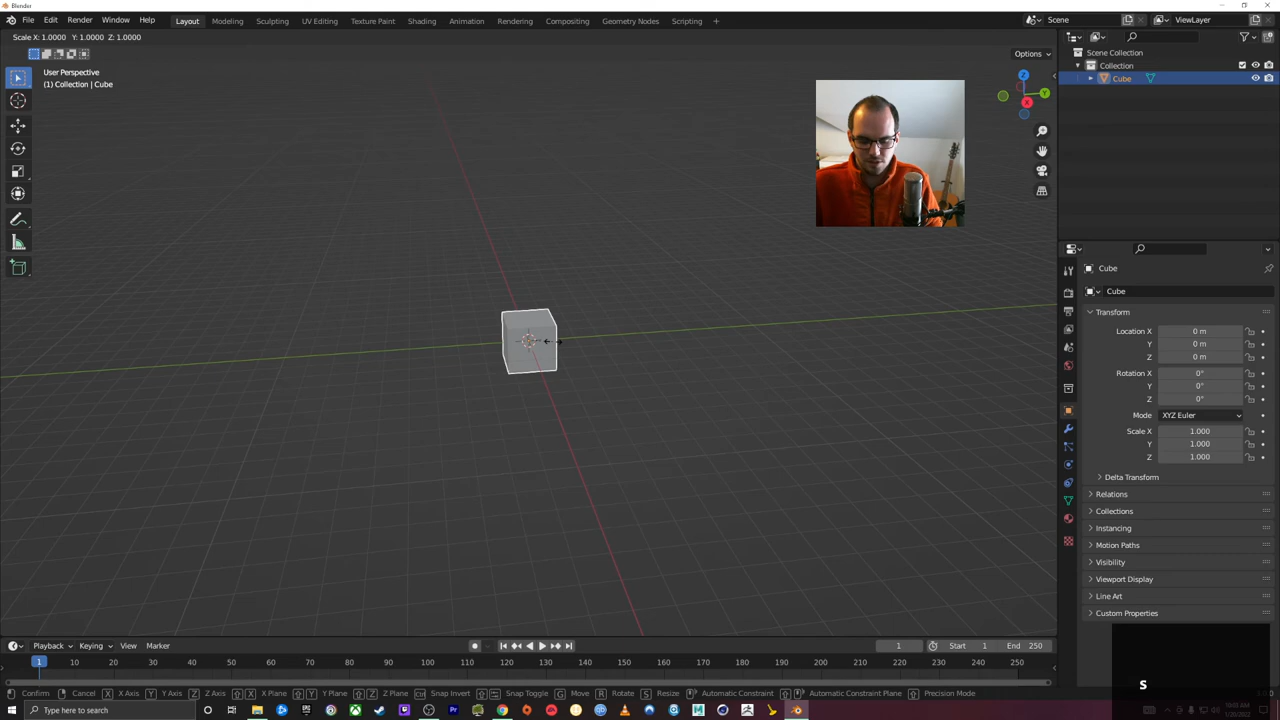 Blender
File Edit Render Window Help
Layout Modeling Sculpting UV Editing Texture Paint Shading Animation Rendering Compositing Geometry Nodes Scripting +
Scene
ViewLayer
Scale X: 1.0000 Y: 1.0000 Z: 1.0000
Options
User Perspective
(1) Collection | Cube
Z
Y
X
Scene Collection
Collection
Cube
Cube
Cube
Transform
Location X 0 m
Y 0 m
Z 0 m
Rotation X 0°
Y 0°
Z 0°
Mode XYZ Euler
Scale X 1.000
Y 1.000
Z 1.000
Delta Transform
Relations
Collections
Instancing
Motion Paths
Visibility
Viewport Display
Line Art
Custom Properties
S
Playback Keying View Marker
1 Start 1 End 250
1 10 20 30 40 50 60 70 80 90 100 110 120 130 140 150 160 170 180 190 200 210 220 230 240 250
Confirm Cancel X X Axis Y Y Axis Z Z Axis X X Plane Y Y Plane Z Z Plane Snap Invert Snap Toggle G Move R Rotate S Resize Automatic Constraint Automatic Constraint Plane Precision Mode
Type here to search
Pr
10:03 AM
1/20/2022